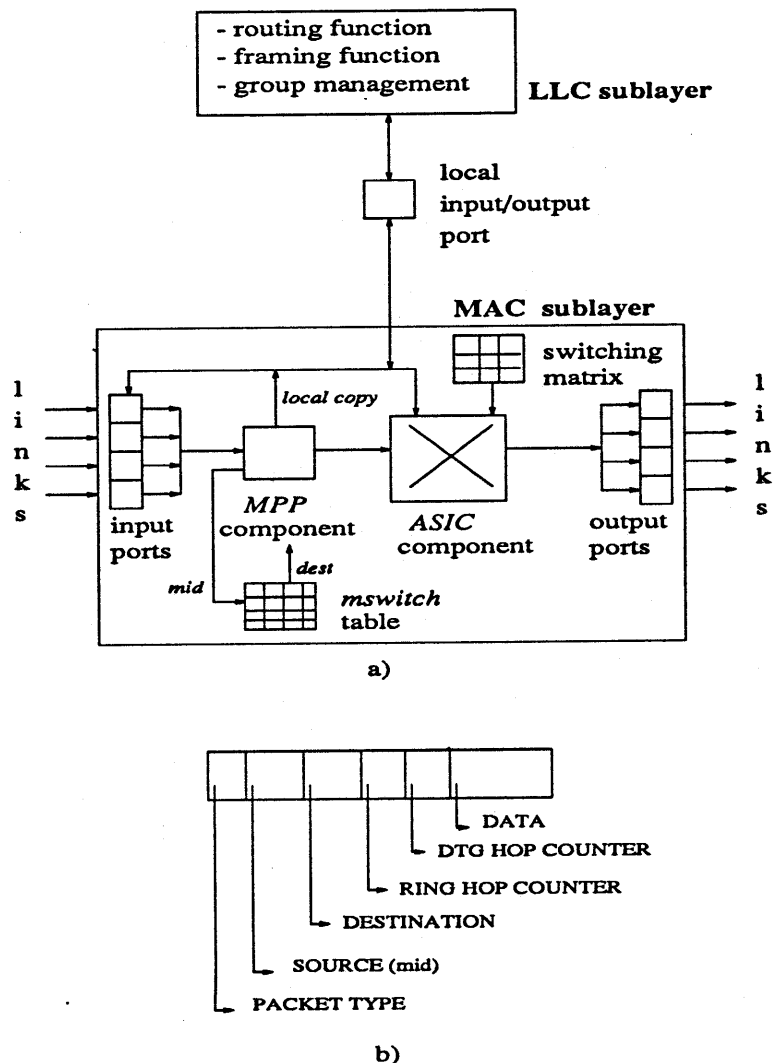 - routing function
- framing function
- group management
LLC sublayer
local
input/output
port
MAC sublayer
switching
matrix
links
local copy
links
MPP
component
ASIC
component
input
ports
output
ports
mid
dest
mswitch
table
a)
DATA
DTG HOP COUNTER
RING HOP COUNTER
DESTINATION
SOURCE (mid)
PACKET TYPE
b)